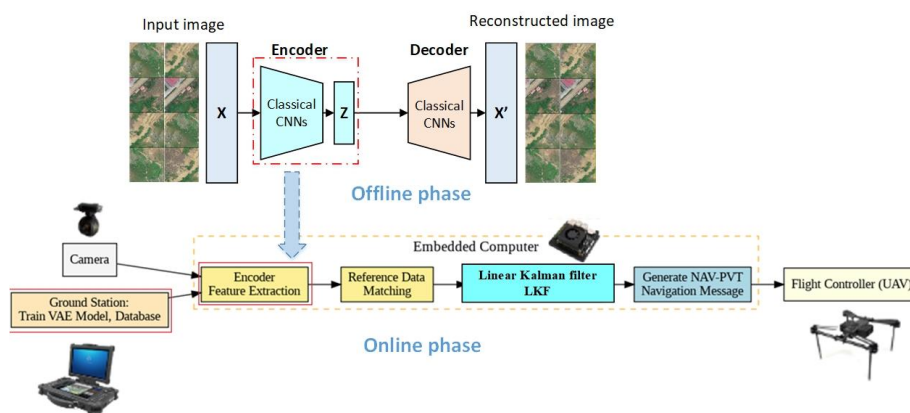 Input image
Reconstructed image
Encoder
Decoder
X
Classical
CNNs
Z
Classical
CNNs
X'
Offline phase
Embedded Computer
Camera
Encoder
Feature Extraction
Reference Data
Matching
Linear Kalman filter
LKF
Generate NAV-PVT
Navigation Message
Flight Controller (UAV)
Ground Station:
Train VAE Model, Database
Online phase